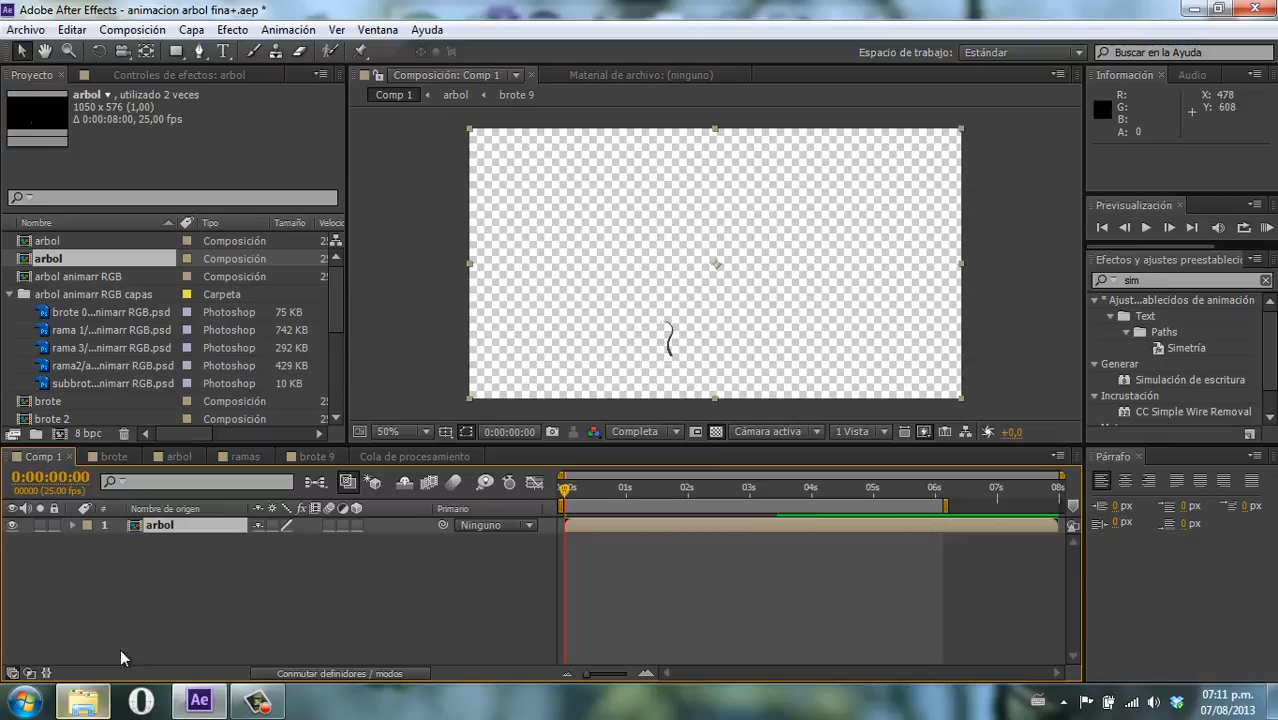 Adobe After Effects - animacion arbol fina+.aep *
Archivo Editar Composición Capa Efecto Animación Ver Ventana Ayuda
Espacio de trabajo: Estándar Buscar en la Ayuda
Proyecto Controles de efectos: arbol Composición: Comp 1 Material de archivo: (ninguno) Información Audio
arbol , utilizado 2 veces
1050 x 576 (1,00)
Δ 0:00:08:00, 25,00 fps
Comp 1 arbol brote 9
R: X: 478
G: Y: 608
B:
A: 0
Previsualización
Nombre Tipo Tamaño Veloci
arbol Composición 2
arbol Composición 2
arbol animarr RGB Composición 2
arbol animarr RGB capas Carpeta
brote 0...nimarr RGB.psd Photoshop 75 KB
rama 1/...nimarr RGB.psd Photoshop 742 KB
rama 3/...nimarr RGB.psd Photoshop 292 KB
rama2/a...nimarr RGB.psd Photoshop 429 KB
subbrot...nimarr RGB.psd Photoshop 10 KB
brote Composición 2
brote 2 Composición 2
Efectos y ajustes preestableci
sim
* Ajust...ablecidos de animación
Text
Paths
Simetría
Generar
Simulación de escritura
Incrustación
CC Simple Wire Removal
8 bpc
50% 0:00:00:00 Completa Cámara activa 1 Vista +0,0
Comp 1 brote arbol ramas brote 9 Cola de procesamiento Párrafo
0:00:00:00
00000 (25.00 fps)
0s 01s 02s 03s 04s 05s 06s 07s 08s
# Nombre de origen Primario
1 arbol Ninguno
0 px 0 px 0 px
0 px 0 px
Conmutar definidores / modos
07:11 p.m.
07/08/2013